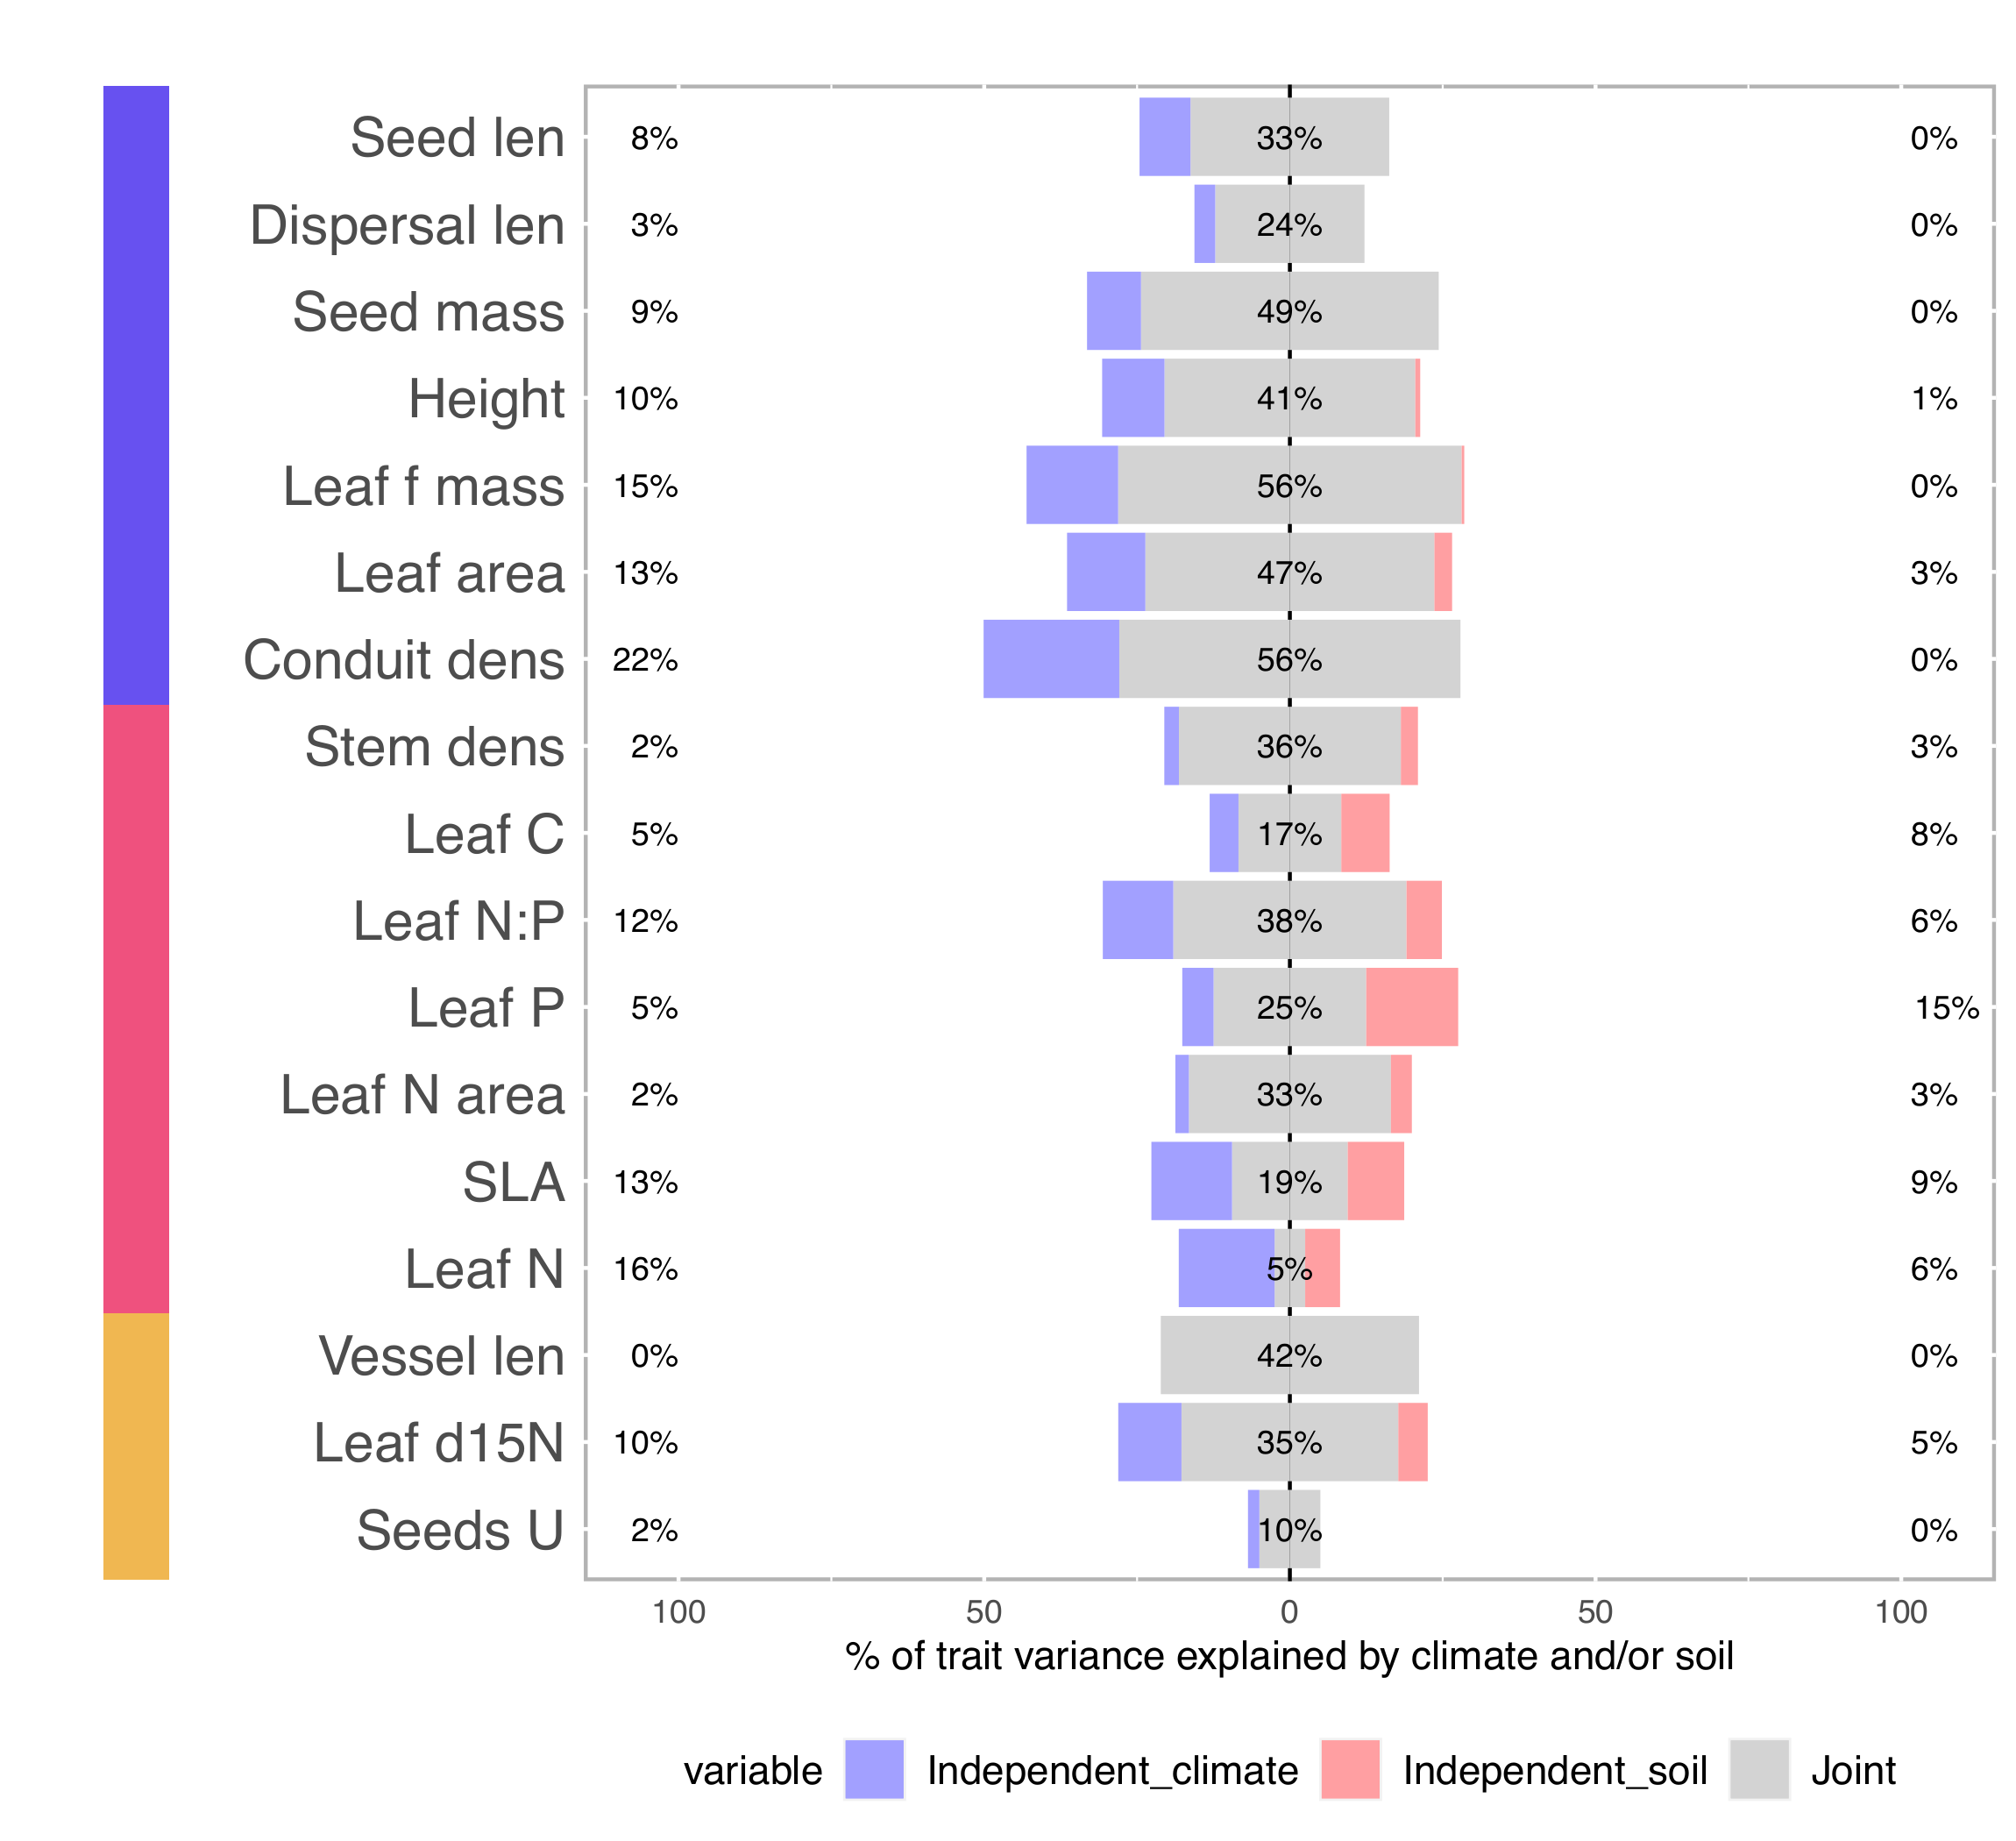 Seed len 8% 33% 0%
Dispersal len 3% 24% 0%
Seed mass 9% 49% 0%
Height 10% 41% 1%
Leaf f mass 15% 56% 0%
Leaf area 13% 47% 3%
Conduit dens 22% 56% 0%
Stem dens 2% 36% 3%
Leaf C 5% 17% 8%
Leaf N:P 12% 38% 6%
Leaf P 5% 25% 15%
Leaf N area 2% 33% 3%
SLA 13% 19% 9%
Leaf N 16% 5% 6%
Vessel len 0% 42% 0%
Leaf d15N 10% 35% 5%
Seeds U 2% 10% 0%
100 50 0 50 100
% of trait variance explained by climate and/or soil
variable Independent_climate Independent_soil Joint